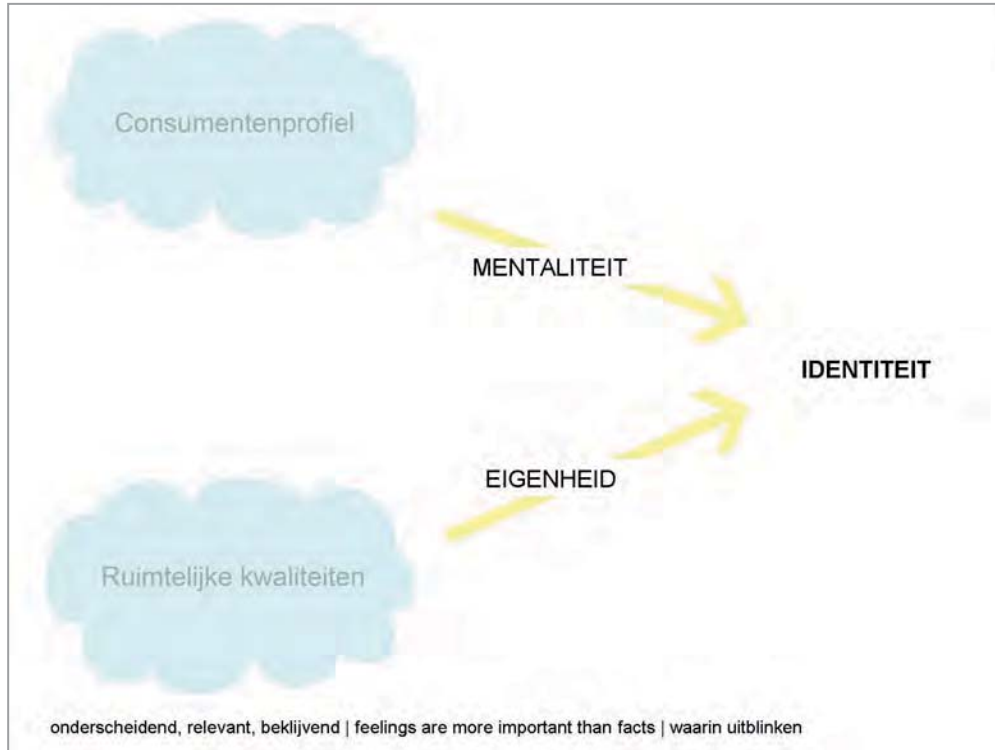 Consumentenprofiel
MENTALITEIT
IDENTITEIT
EIGENHEID
Ruimtelijke kwaliteiten
onderscheidend, relevant, beklijvend | feelings are more important than facts | waarin uitblinken